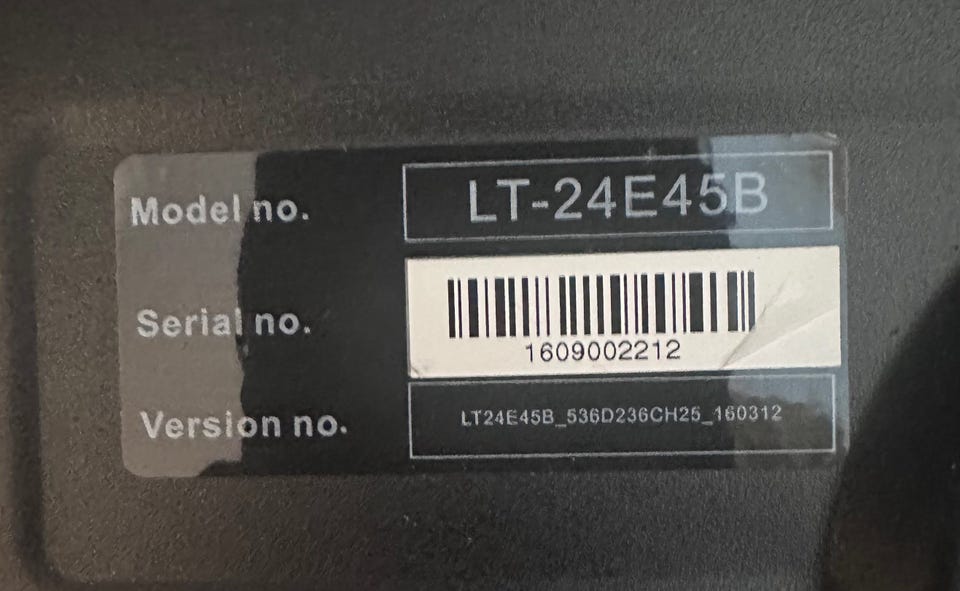 Model no. LT-24E45B
Serial no.
1609002212
Version no. LT24E45B_536D236CH25_160312